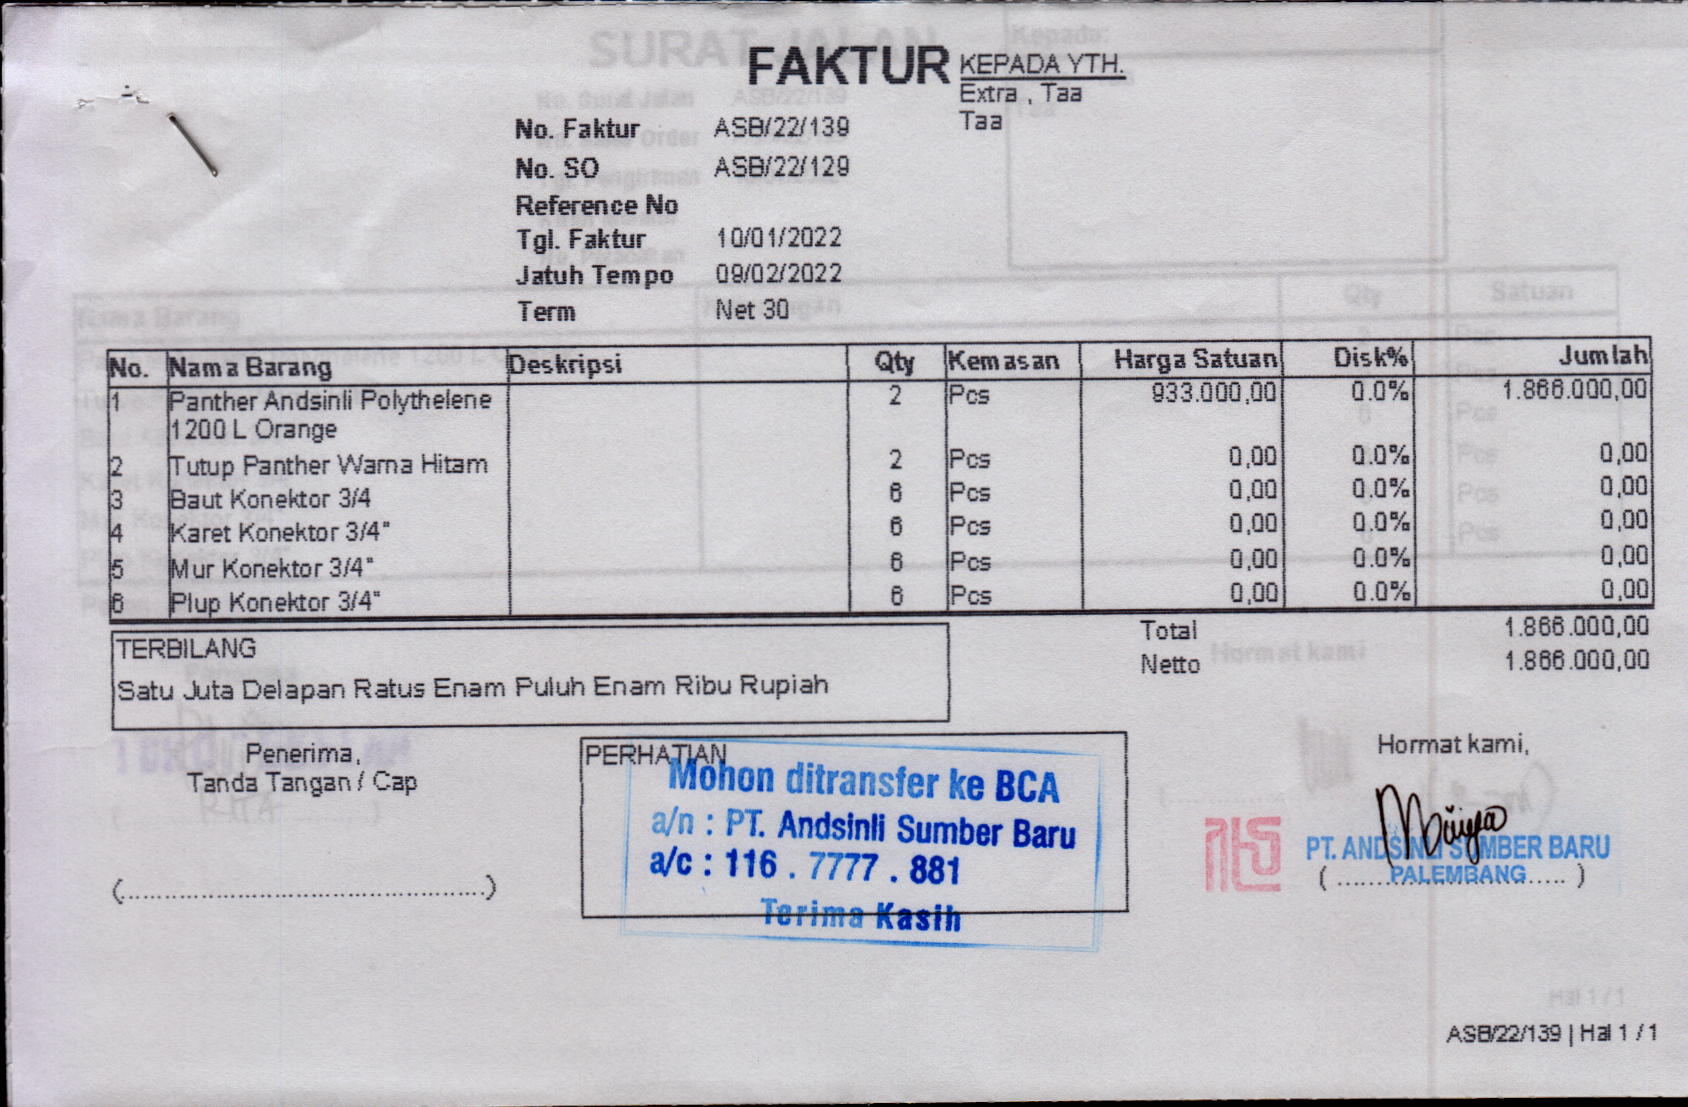 FAKTUR
KEPADA YTH.
Extra , Taa
Taa
No. Faktur ASB/22/139
No. SO ASB/22/129
Reference No
Tgl. Faktur 10/01/2022
Jatuh Tempo 09/02/2022
Term Net 30
No. Nama Barang Deskripsi Qty Kemasan Harga Satuan Disk% Jumlah
1 Panther Andsinli Polythelene 2 Pcs 933.000,00 0.0% 1.866.000,00
1200 L Orange
2 Tutup Panther Warna Hitam 2 Pcs 0,00 0.0% 0,00
3 Baut Konektor 3/4 6 Pcs 0,00 0.0% 0,00
4 Karet Konektor 3/4" 6 Pcs 0,00 0.0% 0,00
5 Mur Konektor 3/4" 6 Pcs 0,00 0.0% 0,00
6 Plup Konektor 3/4" 6 Pcs 0,00 0.0% 0,00
Total 1.866.000,00
Netto 1.866.000,00
TERBILANG
Satu Juta Delapan Ratus Enam Puluh Enam Ribu Rupiah
Penerima,
Tanda Tangan / Cap
(................................................)
PERHATIAN
Mohon ditransfer ke BCA
a/n : PT. Andsinli Sumber Baru
a/c : 116 . 7777 . 881
Terima Kasih
Hormat kami,
PT. ANDSINLI SUMBER BARU
PALEMBANG
ASB/22/139 | Hal 1 / 1